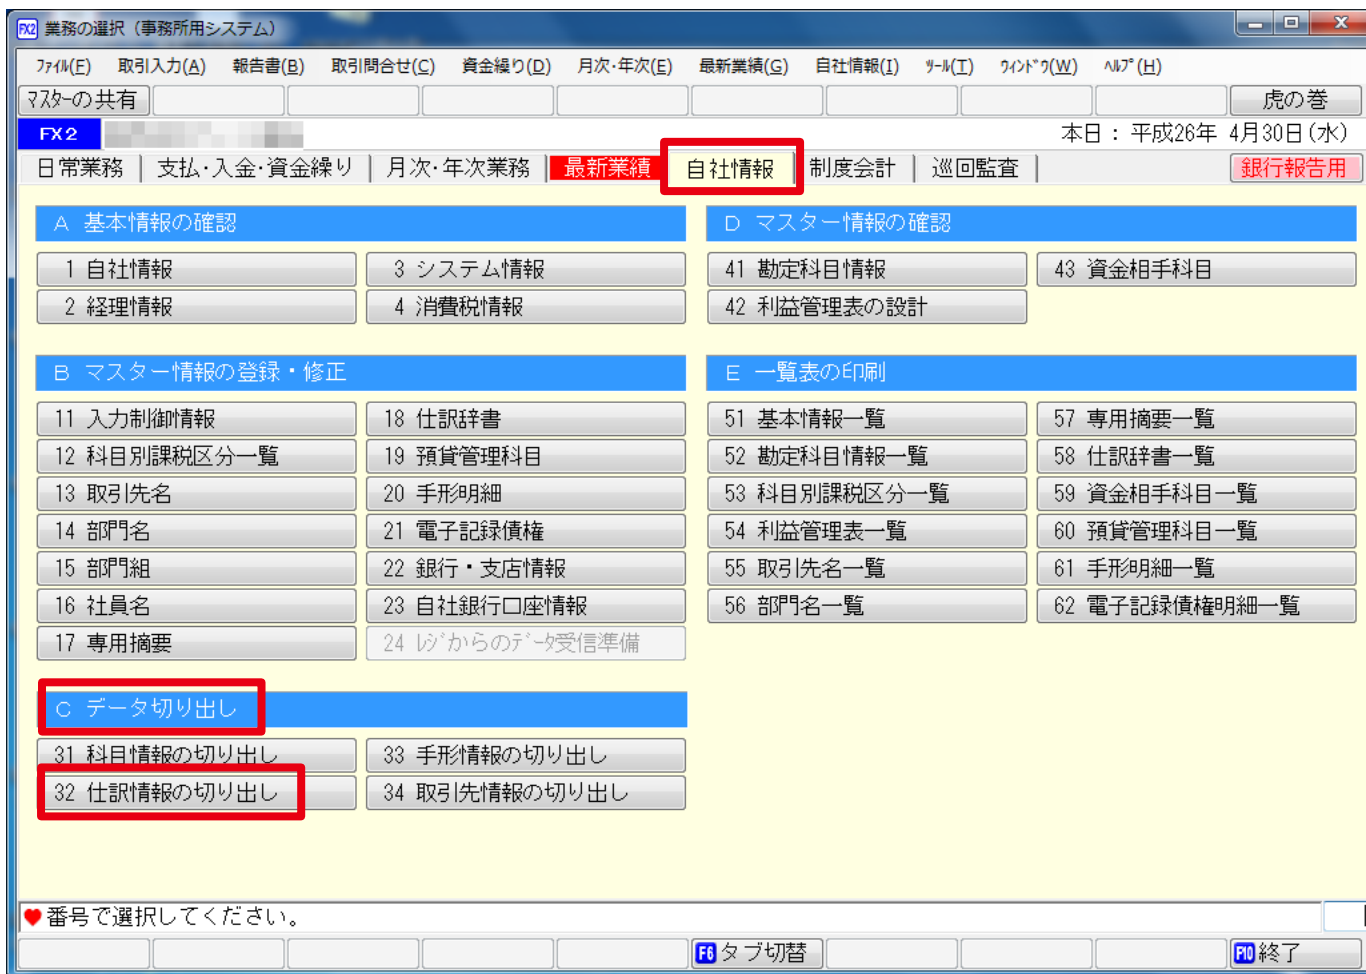 FX2 業務の選択（事務所用システム）
ﾌｧｲﾙ(F) 取引入力(A) 報告書(B) 取引問合せ(C) 資金繰り(D) 月次・年次(E) 最新業績(G) 自社情報(I) ﾂｰﾙ(T) ｳｲﾝﾄﾞｳ(W) ﾍﾙﾌﾟ(H)
ﾏｽﾀｰの共有 虎の巻
FX2 本日：平成26年 4月30日(水)
日常業務 支払・入金・資金繰り 月次・年次業務 最新業績 自社情報 制度会計 巡回監査 銀行報告用
A 基本情報の確認
1 自社情報 3 システム情報
2 経理情報 4 消費税情報
D マスター情報の確認
41 勘定科目情報 43 資金相手科目
42 利益管理表の設計
B マスター情報の登録・修正
11 入力制御情報 18 仕訳辞書
12 科目別課税区分一覧 19 預貸管理科目
13 取引先名 20 手形明細
14 部門名 21 電子記録債権
15 部門組 22 銀行・支店情報
16 社員名 23 自社銀行口座情報
17 専用摘要 24 ﾚｼﾞからのﾃﾞｰﾀ受信準備
E 一覧表の印刷
51 基本情報一覧 57 専用摘要一覧
52 勘定科目情報一覧 58 仕訳辞書一覧
53 科目別課税区分一覧 59 資金相手科目一覧
54 利益管理表一覧 60 預貸管理科目一覧
55 取引先名一覧 61 手形明細一覧
56 部門名一覧 62 電子記録債権明細一覧
C データ切り出し
31 科目情報の切り出し 33 手形情報の切り出し
32 仕訳情報の切り出し 34 取引先情報の切り出し
♥番号で選択してください。
F6 タブ切替 F10 終了